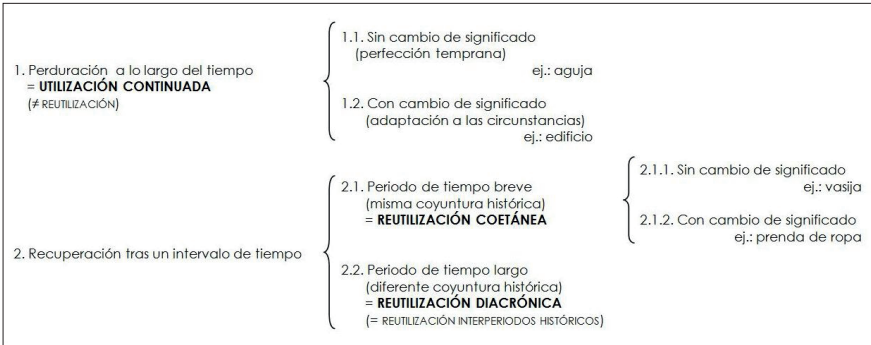 1. Perduración a lo largo del tiempo
= UTILIZACIÓN CONTINUADA
(≠ REUTILIZACIÓN)
1.1. Sin cambio de significado
(perfección temprana)
ej.: aguja
1.2. Con cambio de significado
(adaptación a las circunstancias)
ej.: edificio
2. Recuperación tras un intervalo de tiempo
2.1. Periodo de tiempo breve
(misma coyuntura histórica)
= REUTILIZACIÓN COETÁNEA
2.1.1. Sin cambio de significado
ej.: vasija
2.1.2. Con cambio de significado
ej.: prenda de ropa
2.2. Periodo de tiempo largo
(diferente coyuntura histórica)
= REUTILIZACIÓN DIACRÓNICA
(= REUTILIZACIÓN INTERPERIODOS HISTÓRICOS)